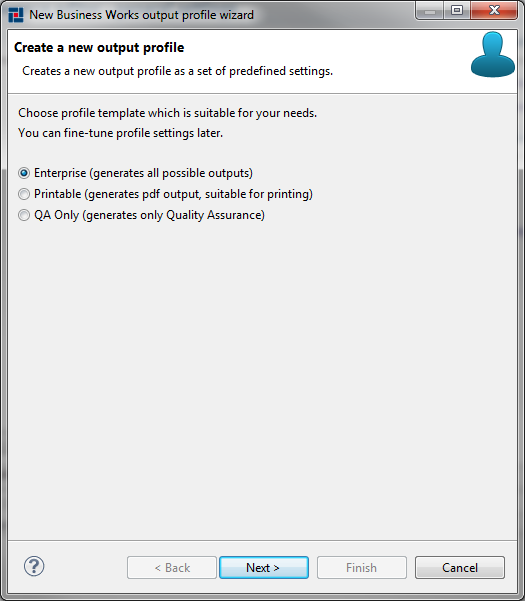 New Business Works output profile wizard
Create a new output profile
Creates a new output profile as a set of predefined settings.
Choose profile template which is suitable for your needs.
You can fine-tune profile settings later.
Enterprise (generates all possible outputs)
Printable (generates pdf output, suitable for printing)
QA Only (generates only Quality Assurance)
? < Back Next > Finish Cancel